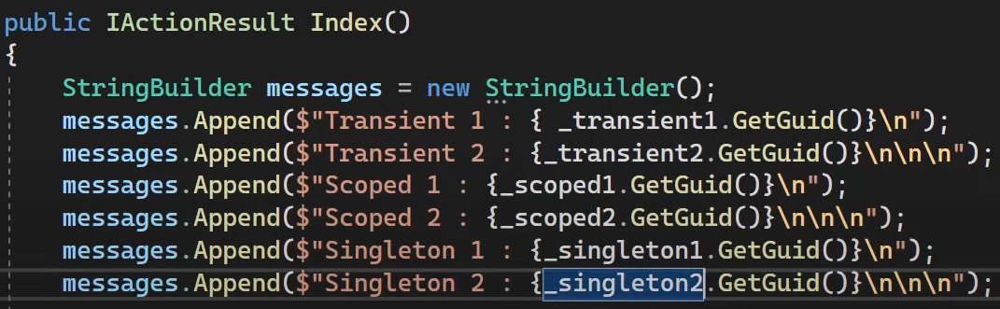 public IActionResult Index()
{
StringBuilder messages = new StringBuilder();
messages.Append($"Transient 1 : { _transient1.GetGuid()}\n");
messages.Append($"Transient 2 : {_transient2.GetGuid()}\n\n\n");
messages.Append($"Scoped 1 : {_scoped1.GetGuid()}\n");
messages.Append($"Scoped 2 : {_scoped2.GetGuid()}\n\n\n");
messages.Append($"Singleton 1 : {_singleton1.GetGuid()}\n");
messages.Append($"Singleton 2 : {_singleton2.GetGuid()}\n\n\n");